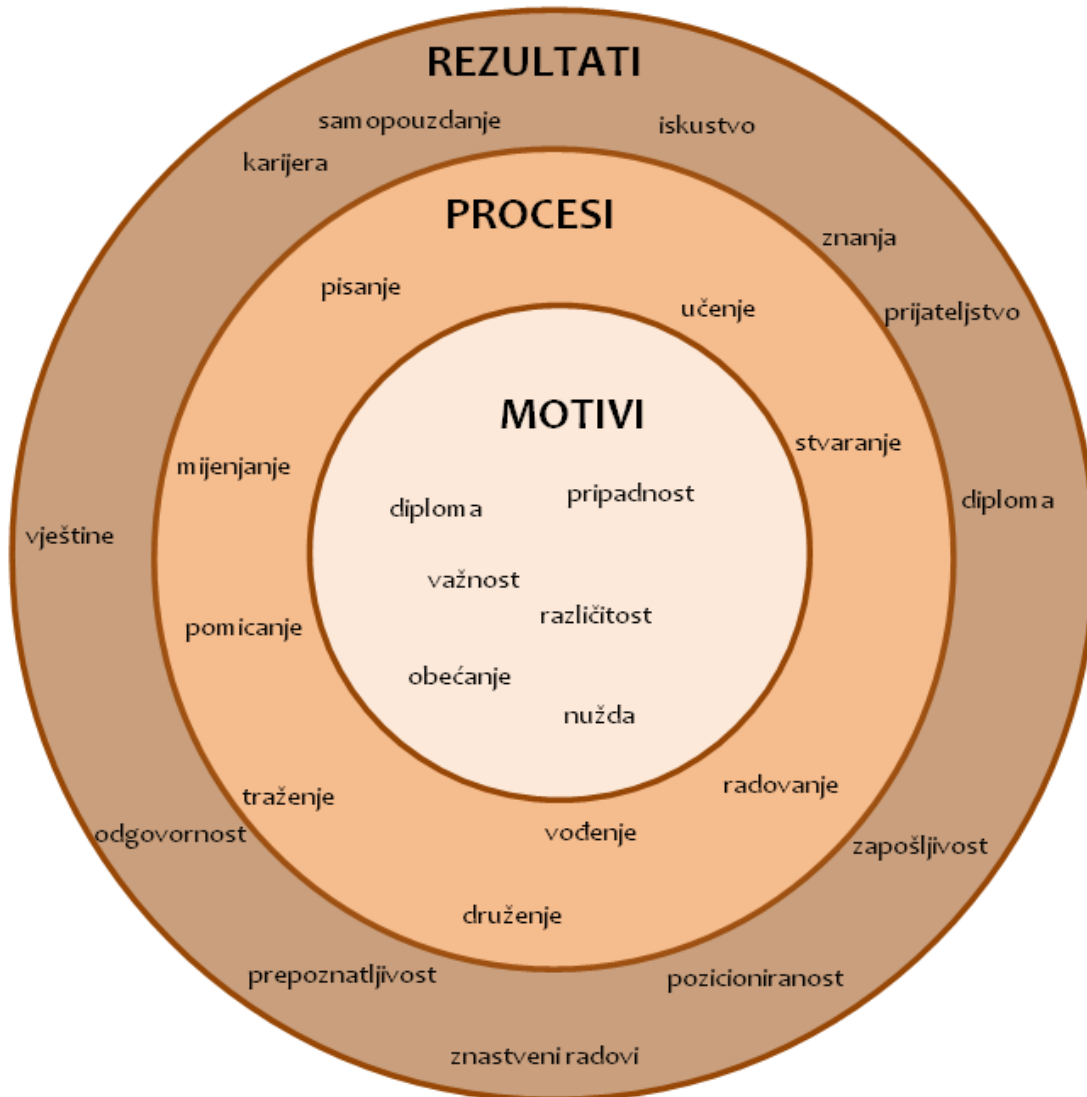 REZULTATI
samopouzdanje
iskustvo
karijera
znanja
prijateljstvo
diploma
vještine
odgovornost
zapošljivost
prepoznatljivost
pozicioniranost
znastveni radovi
PROCESI
pisanje
učenje
mijenjanje
stvaranje
pomicanje
traženje
radovanje
vođenje
druženje
MOTIVI
diploma
pripadnost
važnost
različitost
obećanje
nužda